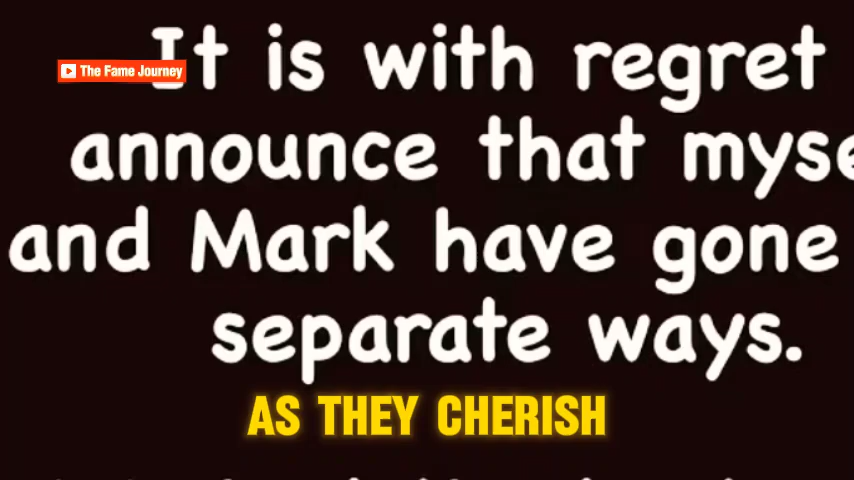 It is with regret
The Fame Journey
announce that myse
and Mark have gone
separate ways.
AS THEY CHERISH